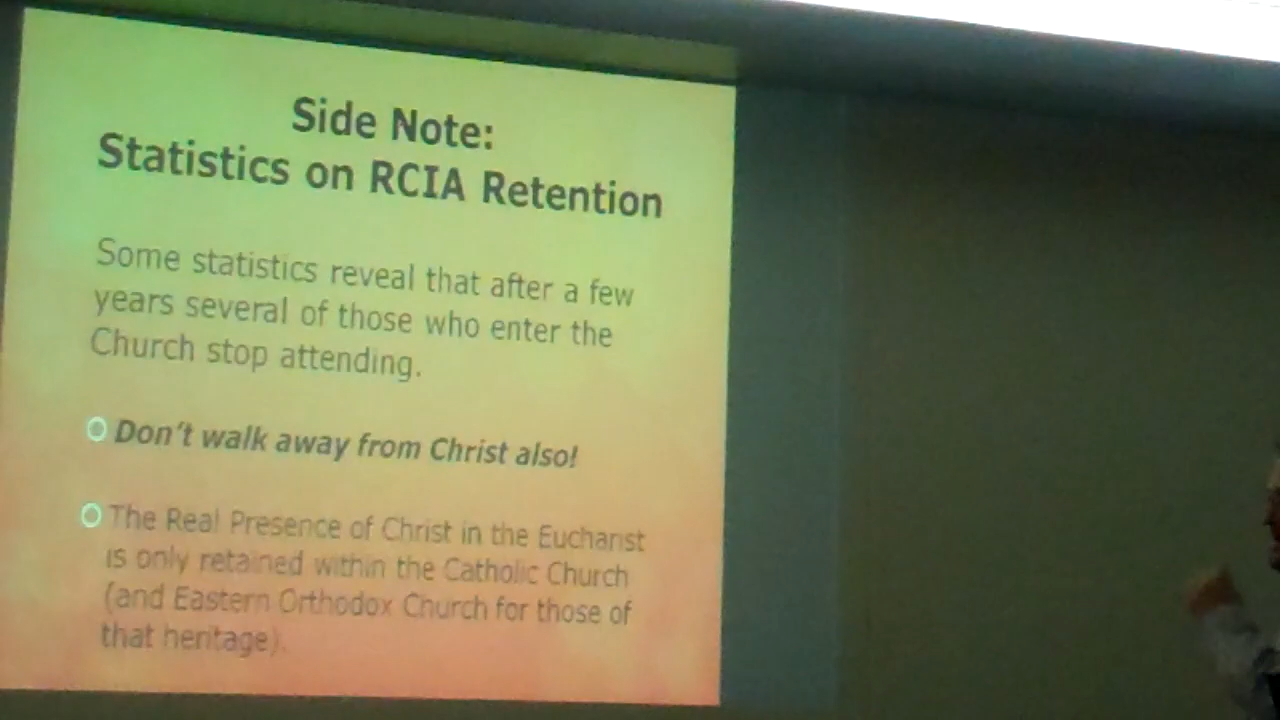 Side Note:
Statistics on RCIA Retention
Some statistics reveal that after a few
years several of those who enter the
Church stop attending.
Don't walk away from Christ also!
The Real Presence of Christ in the Eucharist
is only retained within the Catholic Church
(and Eastern Orthodox Church for those of
that heritage).